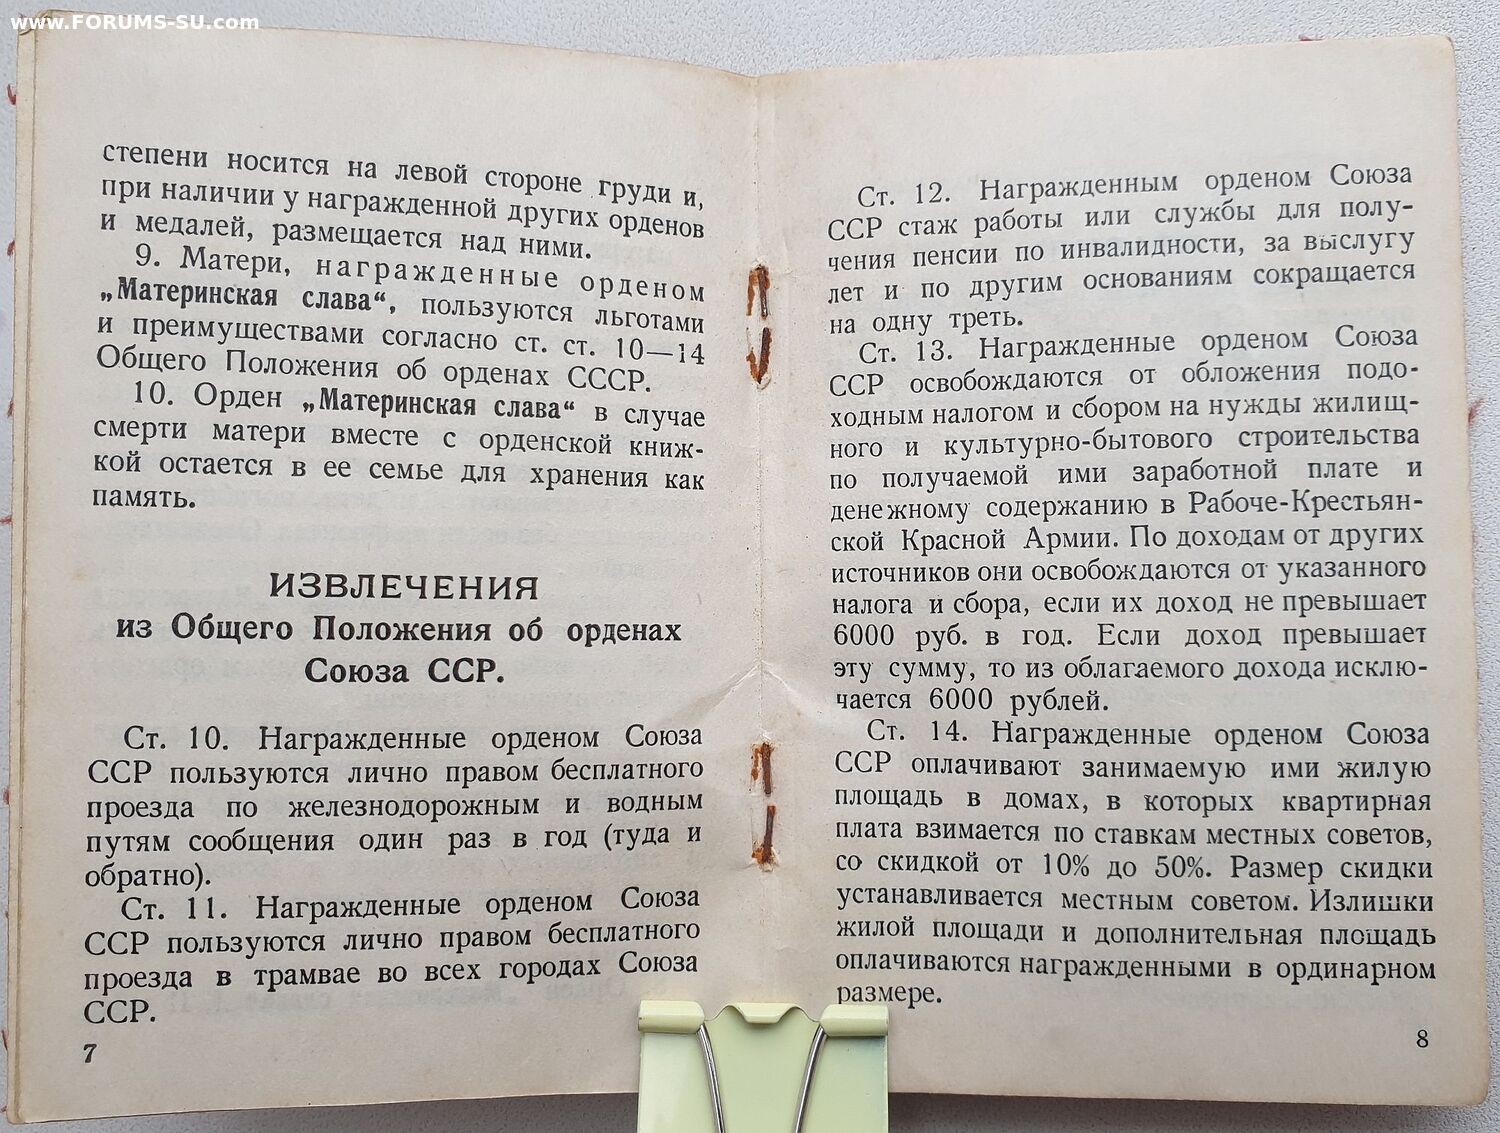 www.FORUMS-SU.com
степени носится на левой стороне груди и,
при наличии у награжденной других орденов
и медалей, размещается над ними.
9. Матери, награжденные орденом
„Материнская слава“, пользуются льготами
и преимуществами согласно ст. ст. 10—14
Общего Положения об орденах СССР.
10. Орден „Материнская слава“ в случае
смерти матери вместе с орденской книж-
кой остается в ее семье для хранения как
память.
ИЗВЛЕЧЕНИЯ
из Общего Положения об орденах
Союза ССР.
Ст. 10. Награжденные орденом Союза
ССР пользуются лично правом бесплатного
проезда по железнодорожным и водным
путям сообщения один раз в год (туда и
обратно).
Ст. 11. Награжденные орденом Союза
ССР пользуются лично правом бесплатного
проезда в трамвае во всех городах Союза
ССР.
7
Ст. 12. Награжденным орденом Союза
ССР стаж работы или службы для полу-
чения пенсии по инвалидности, за выслугу
лет и по другим основаниям сокращается
на одну треть.
Ст. 13. Награжденные орденом Союза
ССР освобождаются от обложения подо-
ходным налогом и сбором на нужды жилищ-
ного и культурно-бытового строительства
по получаемой ими заработной плате и
денежному содержанию в Рабоче-Крестьян-
ской Красной Армии. По доходам от других
источников они освобождаются от указанного
налога и сбора, если их доход не превышает
6000 руб. в год. Если доход превышает
эту сумму, то из облагаемого дохода исклю-
чается 6000 рублей.
Ст. 14. Награжденные орденом Союза
ССР оплачивают занимаемую ими жилую
площадь в домах, в которых квартирная
плата взимается по ставкам местных советов,
со скидкой от 10% до 50%. Размер скидки
устанавливается местным советом. Излишки
жилой площади и дополнительная площадь
оплачиваются награжденными в ординарном
размере.
8